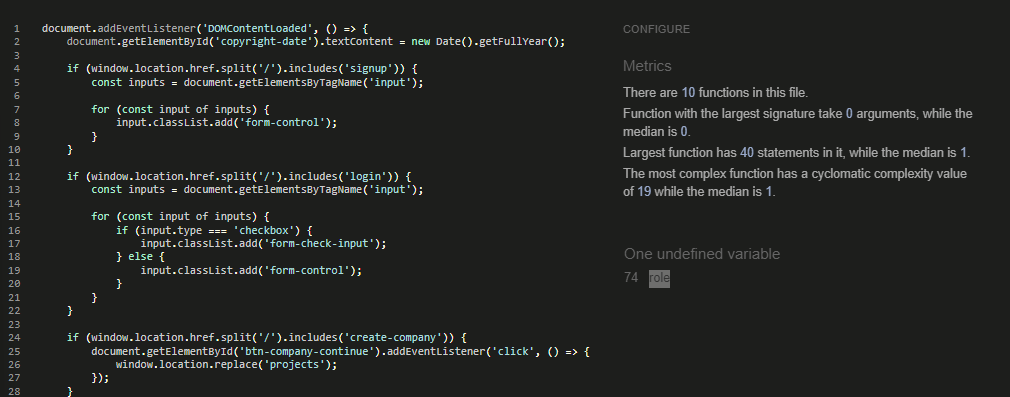 1 document.addEventListener('DOMContentLoaded', () => {
2 document.getElementById('copyright-date').textContent = new Date().getFullYear();
3
4 if (window.location.href.split('/').includes('signup')) {
5 const inputs = document.getElementsByTagName('input');
6
7 for (const input of inputs) {
8 input.classList.add('form-control');
9 }
10 }
11
12 if (window.location.href.split('/').includes('login')) {
13 const inputs = document.getElementsByTagName('input');
14
15 for (const input of inputs) {
16 if (input.type === 'checkbox') {
17 input.classList.add('form-check-input');
18 } else {
19 input.classList.add('form-control');
20 }
21 }
22 }
23
24 if (window.location.href.split('/').includes('create-company')) {
25 document.getElementById('btn-company-continue').addEventListener('click', () => {
26 window.location.replace('projects');
27 });
28 }
CONFIGURE
Metrics
There are 10 functions in this file.
Function with the largest signature take 0 arguments, while the
median is 0.
Largest function has 40 statements in it, while the median is 1.
The most complex function has a cyclomatic complexity value
of 19 while the median is 1.
One undefined variable
74 role